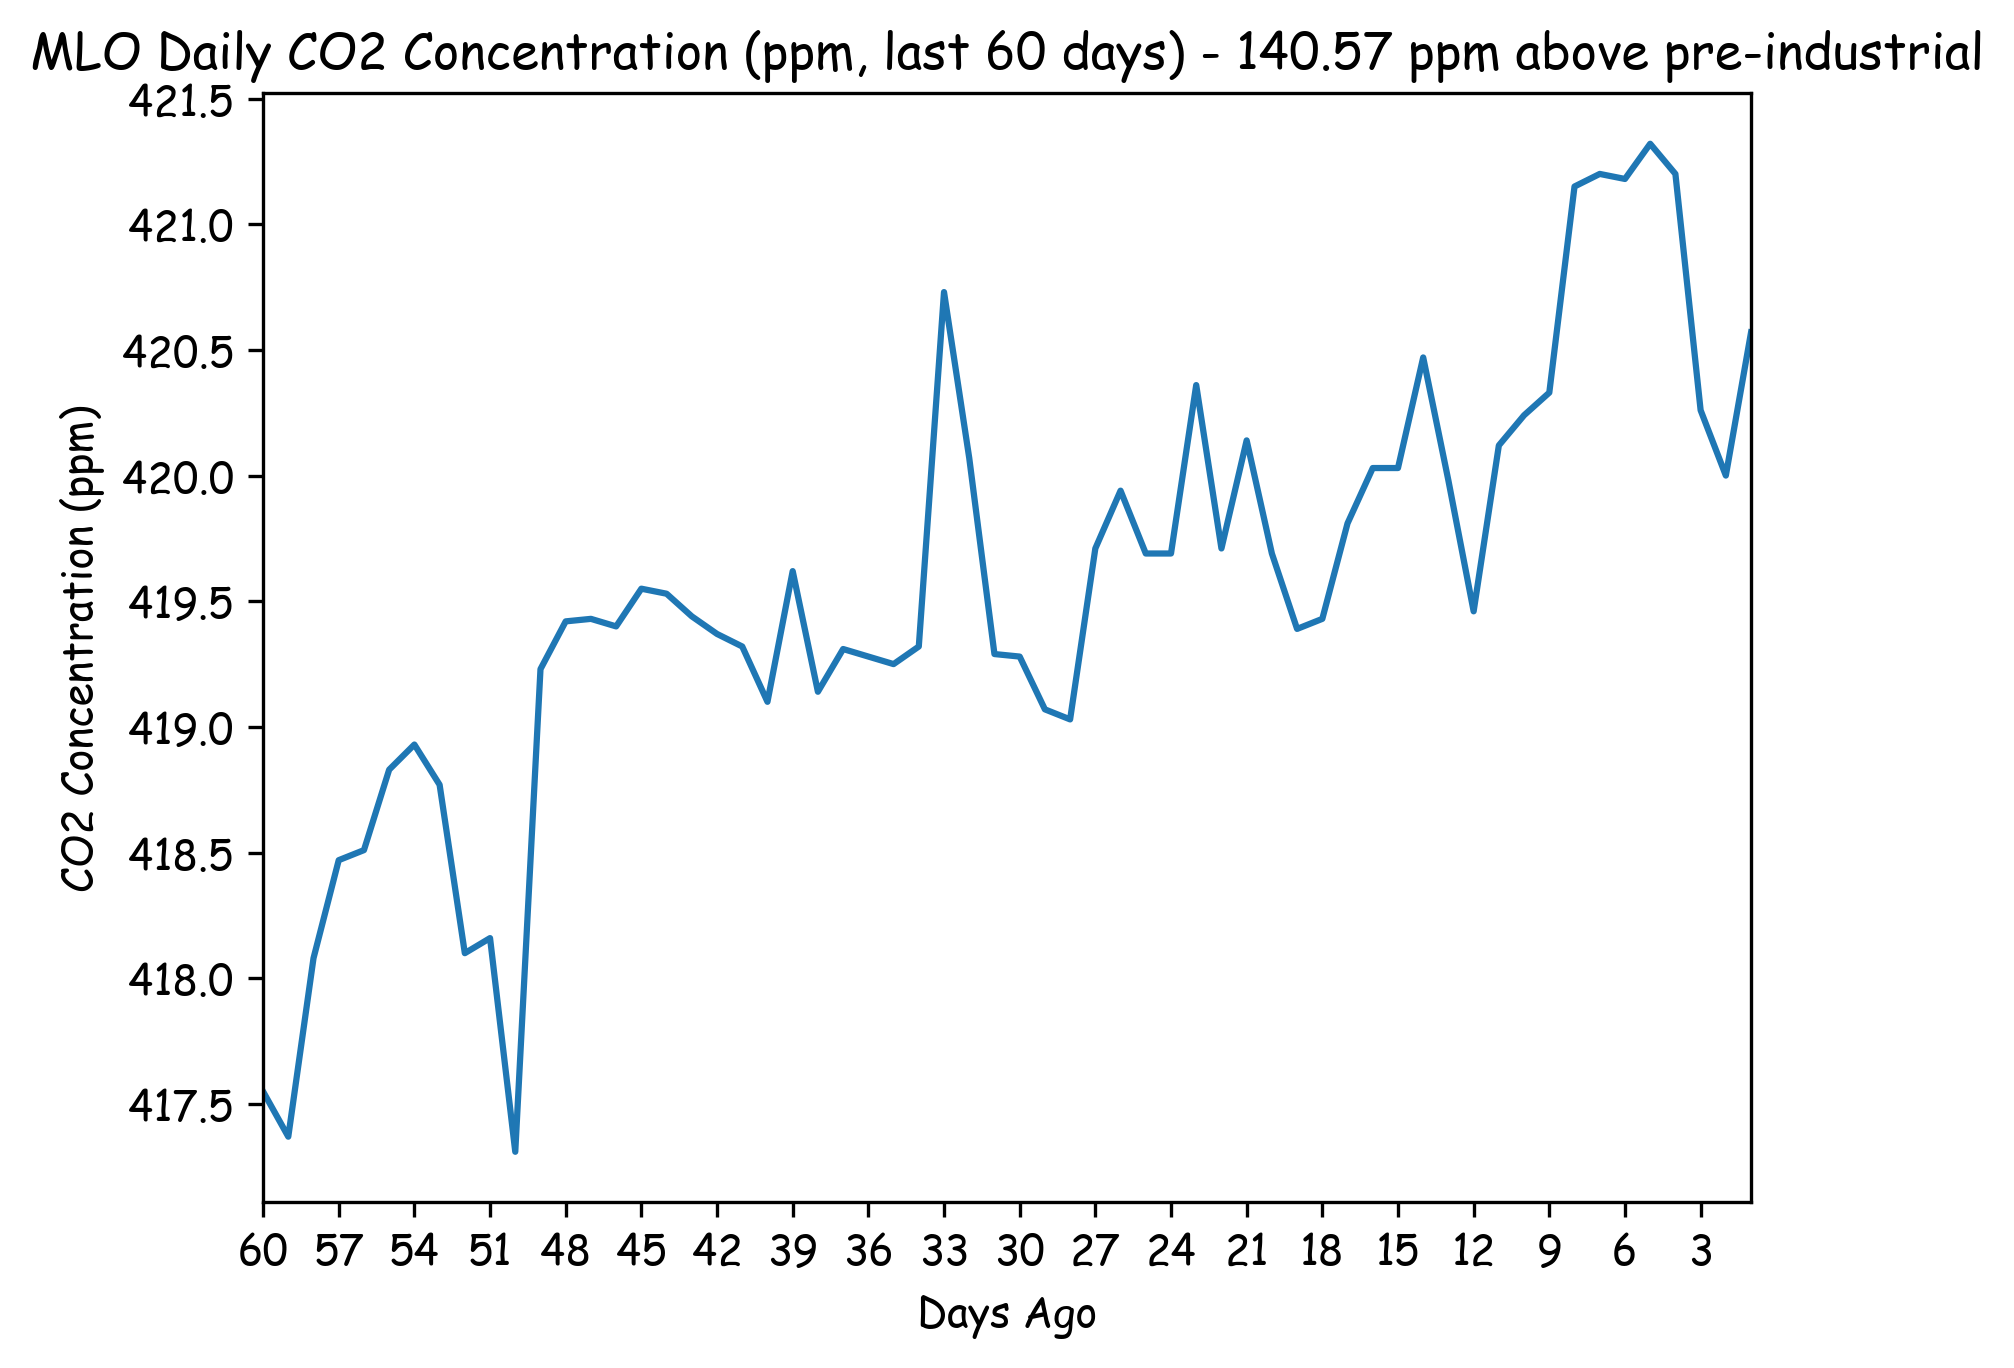 MLO Daily CO2 Concentration (ppm, last 60 days) - 140.57 ppm above pre-industrial
421.5
421.0
420.5
420.0
419.5
419.0
418.5
418.0
417.5
CO2 Concentration (ppm)
60 57 54 51 48 45 42 39 36 33 30 27 24 21 18 15 12 9 6 3
Days Ago